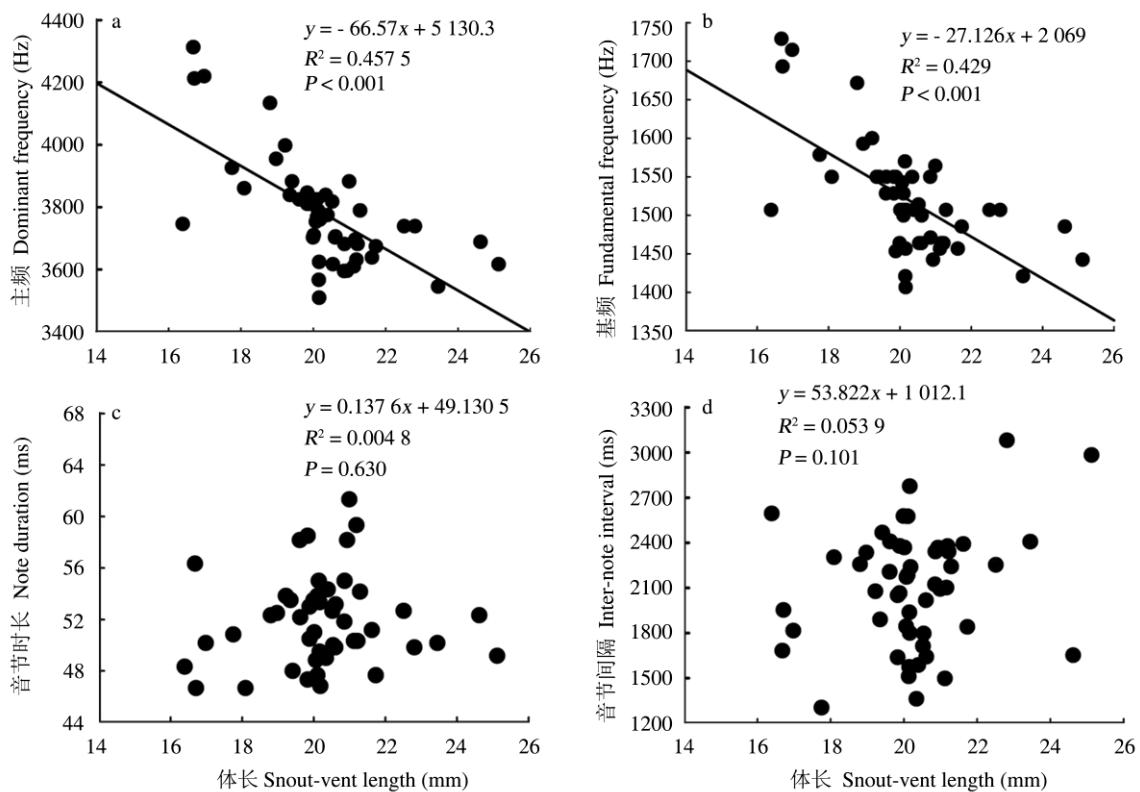 a
y = - 66.57x + 5 130.3
R² = 0.457 5
P < 0.001
主频 Dominant frequency (Hz)
4400
4200
4000
3800
3600
3400
14 16 18 20 22 24 26
b
y = - 27.126x + 2 069
R² = 0.429
P < 0.001
基频 Fundamental frequency (Hz)
1750
1700
1650
1600
1550
1500
1450
1400
1350
14 16 18 20 22 24 26
c
y = 0.137 6x + 49.130 5
R² = 0.004 8
P = 0.630
音节时长 Note duration (ms)
68
64
60
56
52
48
44
14 16 18 20 22 24 26
体长 Snout-vent length (mm)
d
y = 53.822x + 1 012.1
R² = 0.053 9
P = 0.101
音节间隔 Inter-note interval (ms)
3300
3000
2700
2400
2100
1800
1500
1200
14 16 18 20 22 24 26
体长 Snout-vent length (mm)